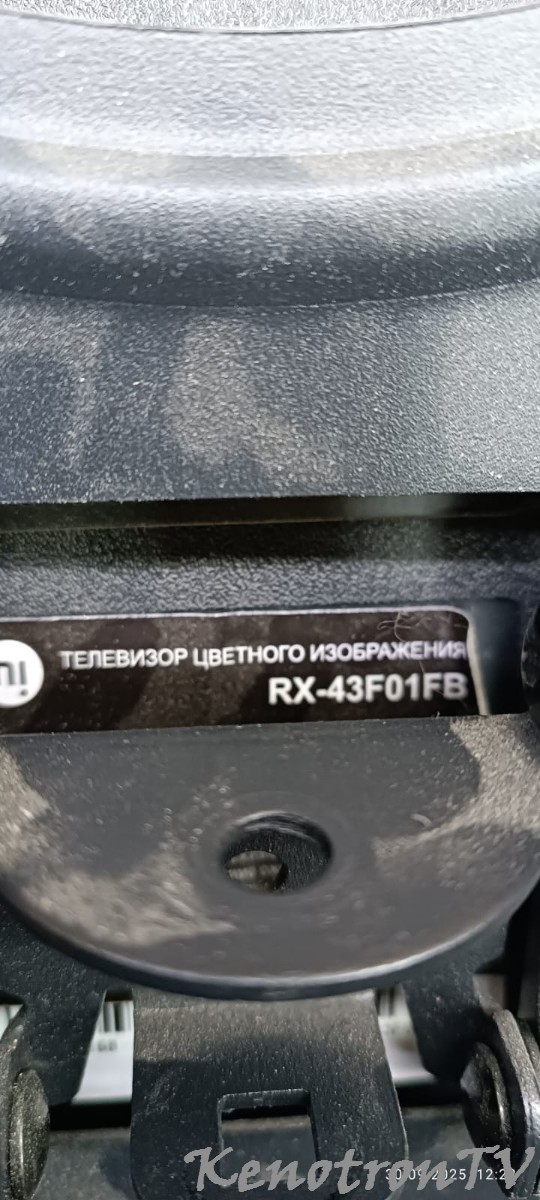 ТЕЛЕВИЗОР ЦВЕТНОГО ИЗОБРАЖЕНИЯ
RX-43F01FB
KenotronTV